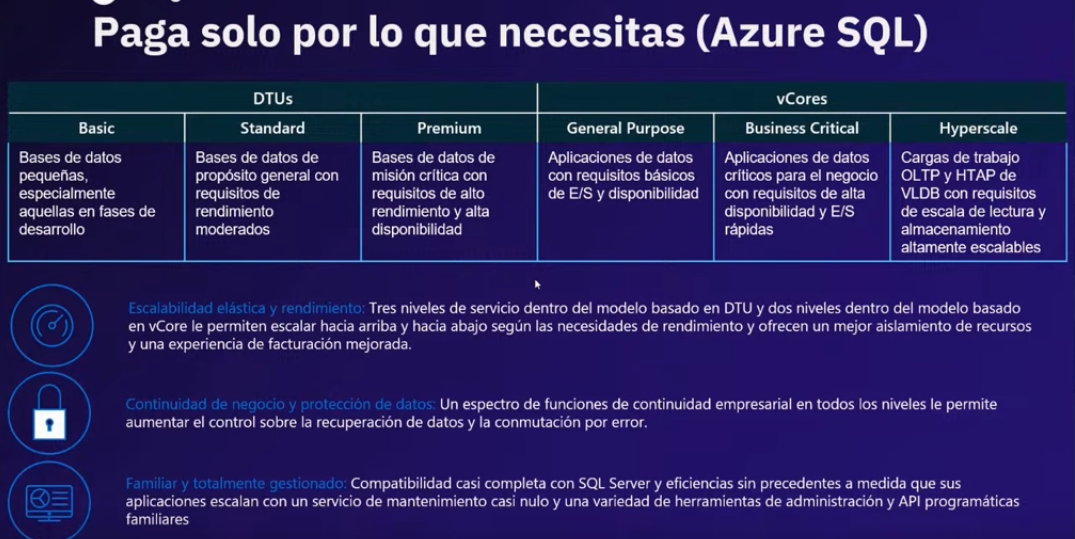 Paga solo por lo que necesitas (Azure SQL)
DTUs
vCores
Basic
Standard
Premium
General Purpose
Business Critical
Hyperscale
Bases de datos
pequeñas,
especialmente
aquellas en fases de
desarrollo
Bases de datos de
propósito general con
requisitos de
rendimiento
moderados
Bases de datos de
misión crítica con
requisitos de alto
rendimiento y alta
disponibilidad
Aplicaciones de datos
con requisitos básicos
de E/S y disponibilidad
Aplicaciones de datos
críticos para el negocio
con requisitos de alta
disponibilidad y E/S
rápidas
Cargas de trabajo
OLTP y HTAP de
VLDB con requisitos
de escala de lectura y
almacenamiento
altamente escalables
Escalabilidad elástica y rendimiento: Tres niveles de servicio dentro del modelo basado en DTU y dos niveles dentro del modelo basado
en vCore le permiten escalar hacia arriba y hacia abajo según las necesidades de rendimiento y ofrecen un mejor aislamiento de recursos
y una experiencia de facturación mejorada.
Continuidad de negocio y protección de datos: Un espectro de funciones de continuidad empresarial en todos los niveles le permite
aumentar el control sobre la recuperación de datos y la conmutación por error.
Familiar y totalmente gestionado: Compatibilidad casi completa con SQL Server y eficiencias sin precedentes a medida que sus
aplicaciones escalan con un servicio de mantenimiento casi nulo y una variedad de herramientas de administración y API programáticas
familiares